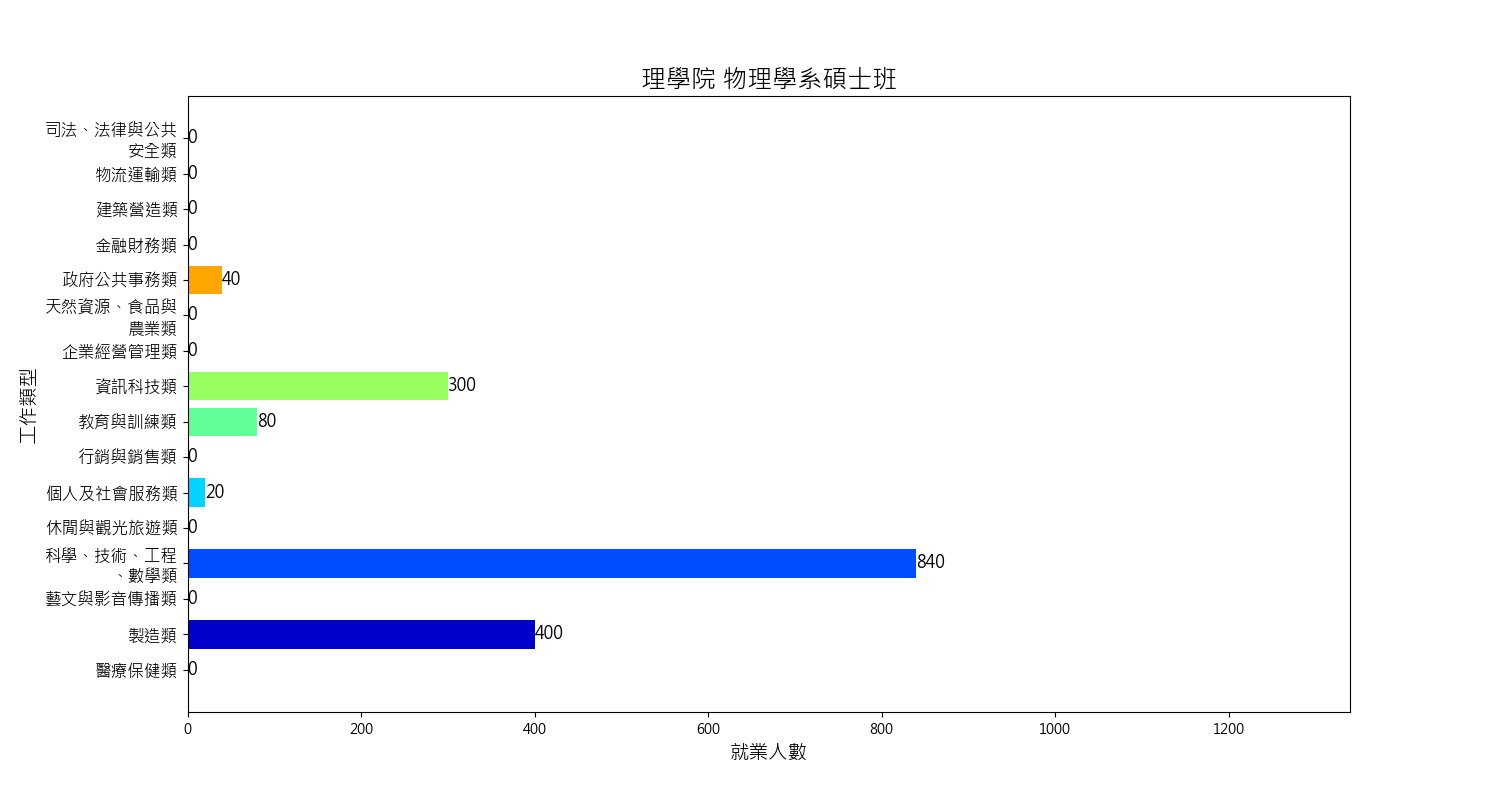 理學院 物理學系碩士班
司法、法律與公共
安全類
0
物流運輸類
0
建築營造類
0
金融財務類
0
政府公共事務類
40
天然資源、食品與
農業類
0
企業經營管理類
0
資訊科技類
300
教育與訓練類
80
行銷與銷售類
0
個人及社會服務類
20
休閒與觀光旅遊類
0
科學、技術、工程
、數學類
840
藝文與影音傳播類
0
製造類
400
醫療保健類
0
工作類型
0 200 400 600 800 1000 1200
就業人數